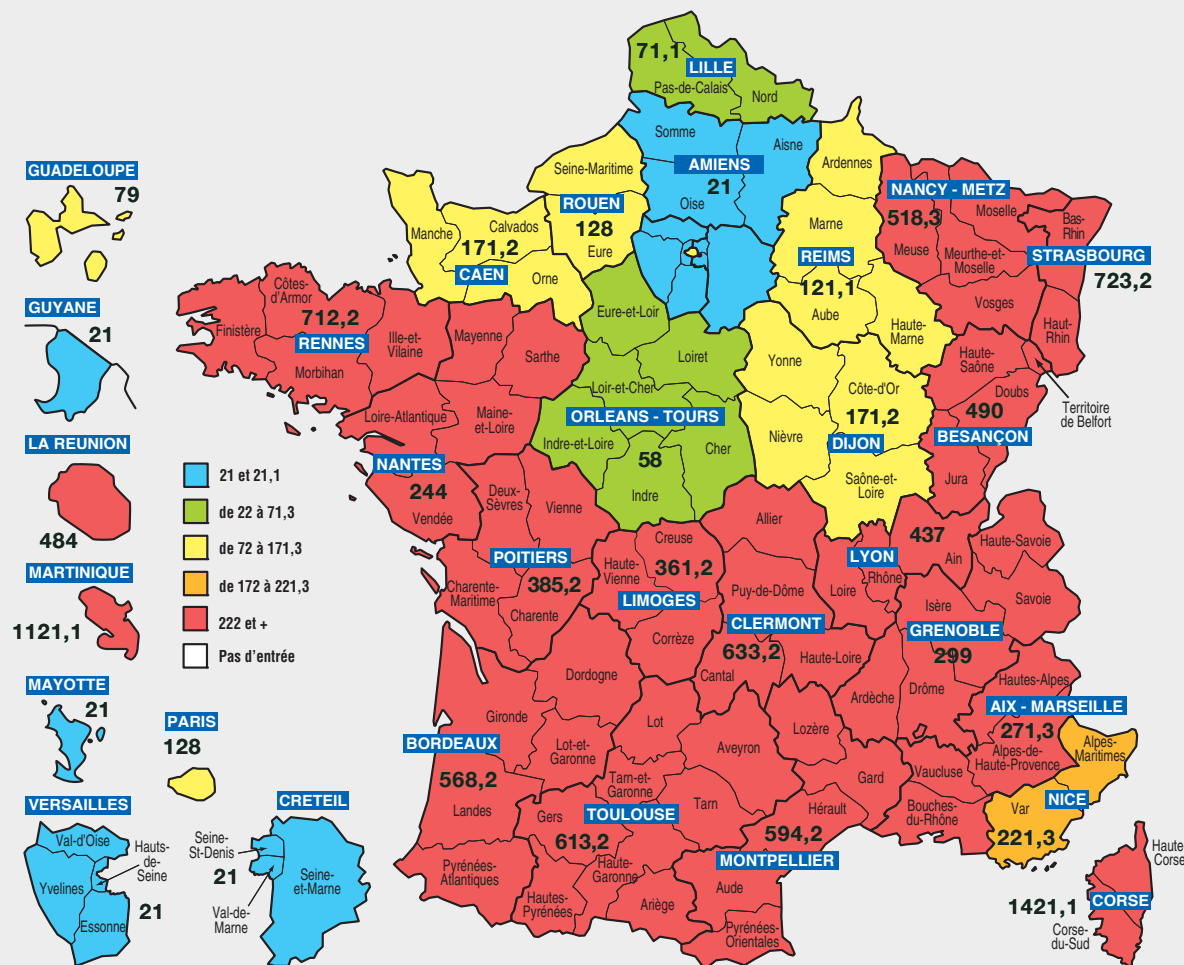 71,1
LILLE
Pas-de-Calais
Nord
Somme
Aisne
AMIENS
21
Oise
Seine-Maritime
ROUEN
128
Eure
Ardennes
Marne
REIMS
121,1
Aube
Haute-
Marne
NANCY - METZ
518,3
Moselle
Meuse
Meurthe-et-
Moselle
Vosges
Bas-
Rhin
STRASBOURG
723,2
Haut-
Rhin
Manche
Calvados
171,2
CAEN
Orne
Côtes-
d'Armor
712,2
Finistère
RENNES
Ille-et-
Vilaine
Morbihan
Mayenne
Sarthe
Loire-Atlantique
Maine-
et-Loire
NANTES
244
Vendée
Eure-et-Loir
Loiret
Loir-et-Cher
ORLEANS - TOURS
Indre-et-Loire
58
Cher
Indre
Yonne
Côte-d'Or
171,2
Nièvre
DIJON
Saône-et-
Loire
Haute-
Saône
Doubs
490
BESANÇON
Jura
Territoire
de Belfort
Deux-
Sèvres
Vienne
POITIERS
385,2
Charente-
Maritime
Charente
Creuse
Haute-
Vienne
361,2
LIMOGES
Corrèze
Allier
Puy-de-Dôme
CLERMONT
633,2
Cantal
Haute-Loire
437
LYON
Ain
Rhône
Loire
Haute-Savoie
Savoie
Isère
GRENOBLE
299
Ardèche
Drôme
Hautes-Alpes
AIX - MARSEILLE
271,3
Alpes-de-
Haute-Provence
Vaucluse
Bouches-
du-Rhône
Alpes-
Maritimes
NICE
Var
221,3
Dordogne
Gironde
BORDEAUX
568,2
Lot-et-
Garonne
Landes
Pyrénées-
Atlantiques
Lot
Aveyron
Tarn-et-
Garonne
Tarn
Gers
TOULOUSE
613,2
Haute-
Garonne
Hautes-
Pyrénées
Ariège
Lozère
Gard
Hérault
594,2
MONTPELLIER
Aude
Pyrénées-
Orientales
Haute
Corse
CORSE
1421,1
Corse-
du-Sud
GUADELOUPE
79
GUYANE
21
LA REUNION
484
MARTINIQUE
1121,1
MAYOTTE
21
PARIS
128
VERSAILLES
Val-d'Oise
Hauts-
de-
Seine
Yvelines
Essonne
21
CRETEIL
Seine-
St-Denis
21
Val-de-
Marne
Seine-
et-Marne
21 et 21,1
de 22 à 71,3
de 72 à 171,3
de 172 à 221,3
222 et +
Pas d'entrée